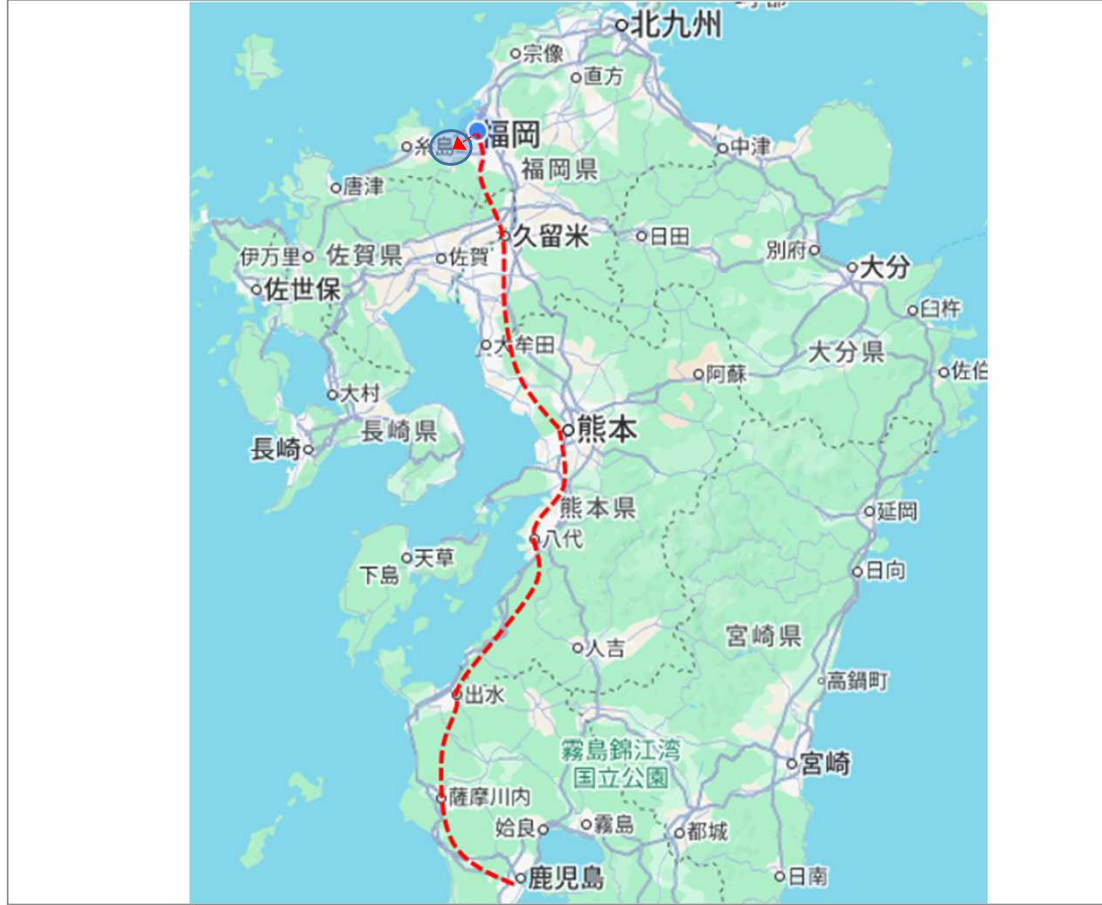 北九州
宗像
直方
福岡
糸島
中津
福岡県
唐津
久留米
日田
別府
伊万里
佐賀県
佐賀
大分
佐世保
臼杵
大牟田
大分県
阿蘇
佐伯
大村
長崎県
熊本
長崎
熊本県
延岡
八代
天草
下島
日向
人吉
宮崎県
高鍋町
出水
霧島錦江湾
国立公園
宮崎
薩摩川内
姶良
霧島
都城
鹿児島
日南